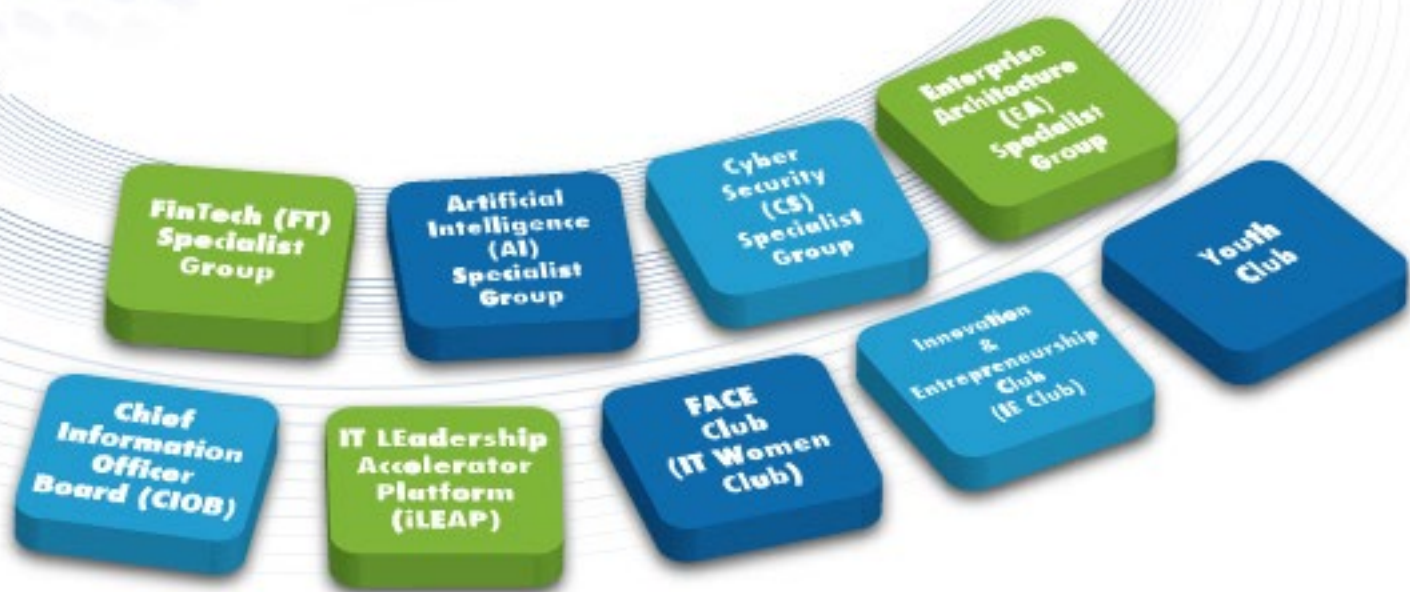 FinTech (FT)
Specialist
Group
Artificial
Intelligence
(AI)
Specialist
Group
Cyber
Security
(CS)
Specialist
Group
Enterprise
Architecture
(EA)
Specialist
Group
Chief
Information
Officer
Board (CIOB)
IT LEadership
Accelerator
Platform
(iLEAP)
FACE
Club
(IT Women
Club)
Innovation
&
Entrepreneurship
Club
(IE Club)
Youth
Club